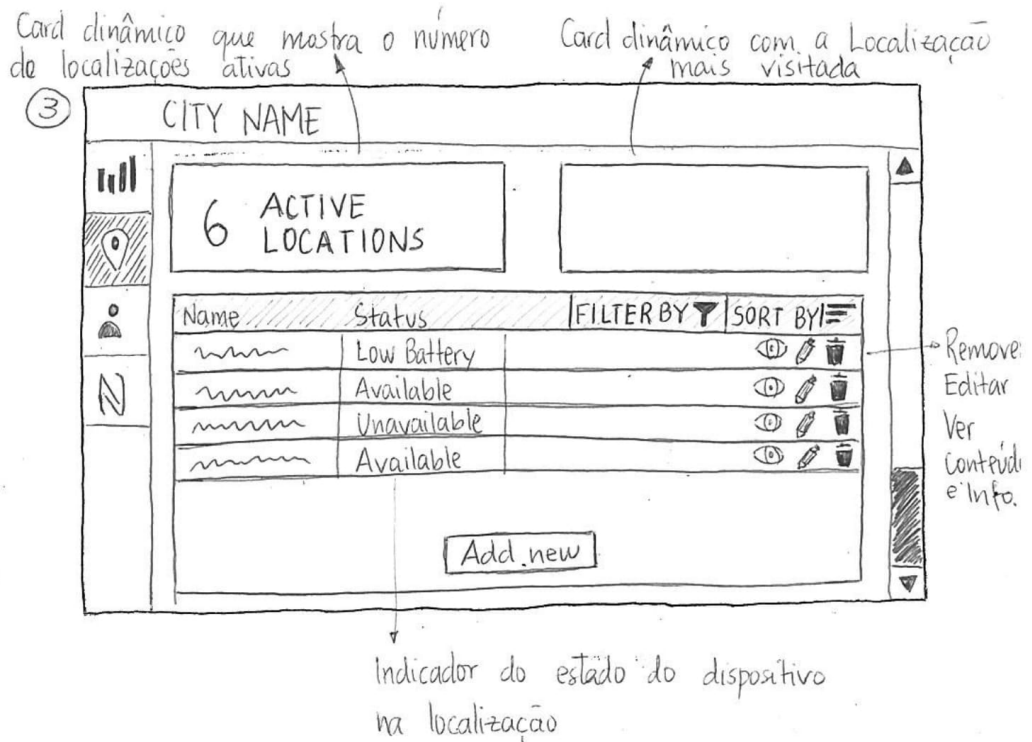 Card dinâmico que mostra o número
de localizações ativas
Card dinâmico com a Localização
mais visitada
3
CITY NAME
6 ACTIVE
LOCATIONS
Name Status FILTER BY SORT BY
Low Battery
Available
Unavailable
Available
Remove
Editar
Ver
Conteúd
e Info.
Add new
Indicador do estado do dispositivo
na localização